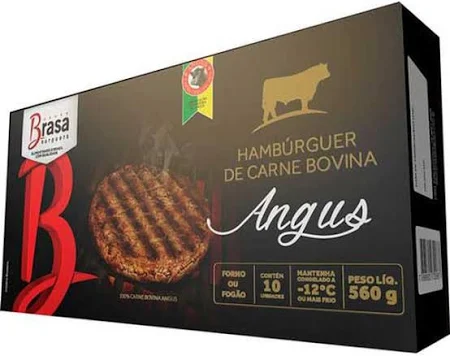 Brasa
burguers
HAMBÚRGUER
DE CARNE BOVINA
Angus
100% CARNE BOVINA ANGUS
FORNO
OU
FOGÃO
CONTÉM
10
UNIDADES
MANTENHA
CONGELADO A
-12°C
OU MAIS FRIO
PESO LÍQ.
560 g